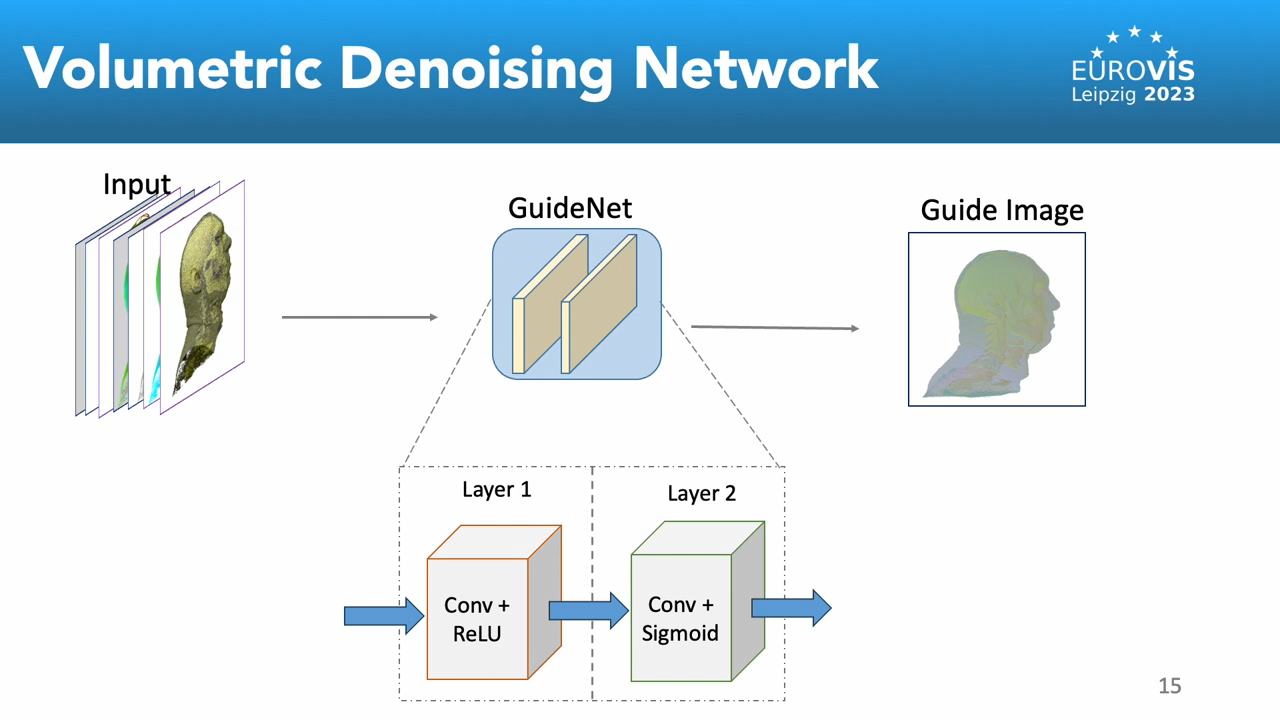 Volumetric Denoising Network
EUROVIS
Leipzig 2023
Input
GuideNet
Guide Image
Layer 1
Layer 2
Conv +
ReLU
Conv +
Sigmoid
15